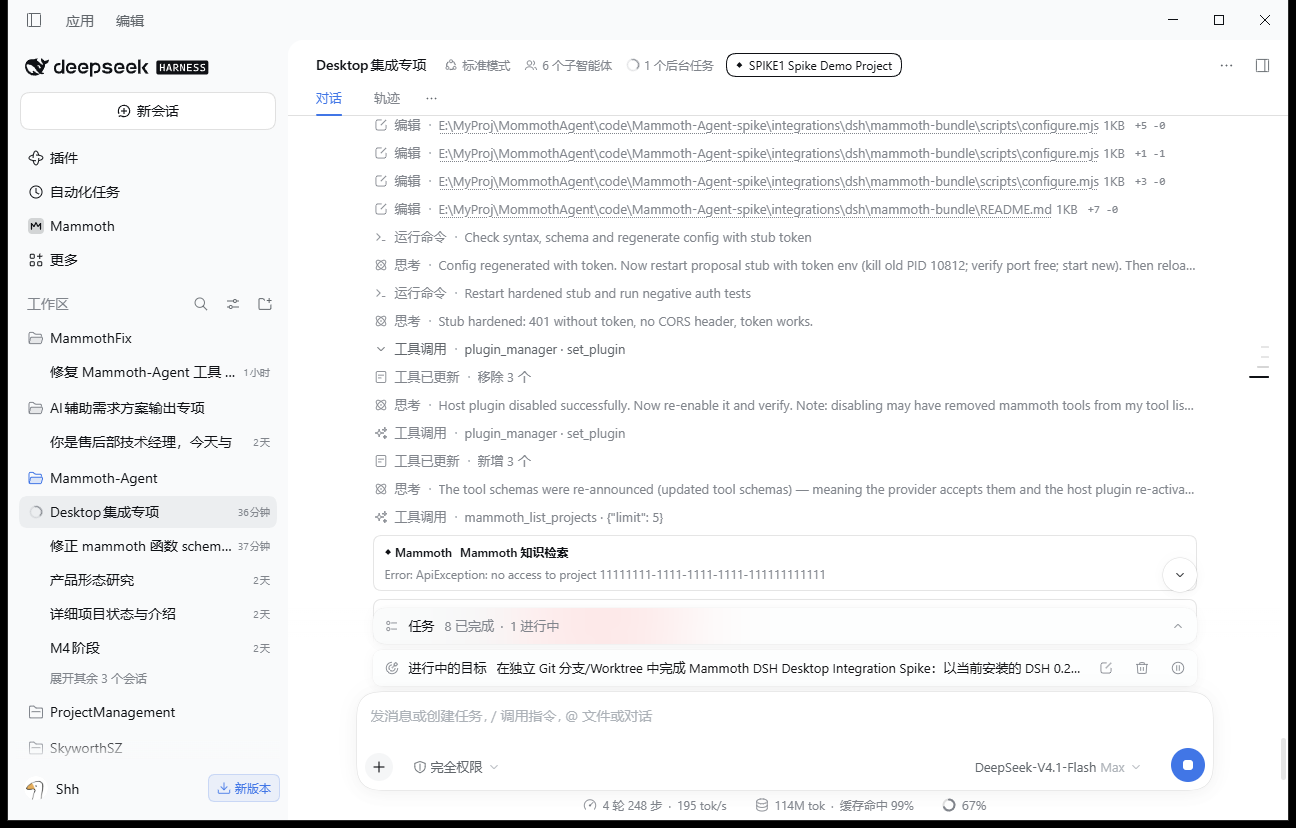 应用 编辑
deepseek HARNESS
新会话
插件
自动化任务
Mammoth
更多
工作区
MammothFix
修复 Mammoth-Agent 工具 ... 1小时
AI辅助需求方案输出专项
你是售后部技术经理，今天与 2天
Mammoth-Agent
Desktop集成专项 36分钟
修正 mammoth 函数 schem... 37分钟
产品形态研究 2天
详细项目状态与介绍 2天
M4阶段 2天
展开其余 3 个会话
ProjectManagement
SkyworthSZ
Shh 新版本
Desktop集成专项 标准模式 6 个子智能体 1 个后台任务 SPIKE1 Spike Demo Project
对话 轨迹 ...
编辑 · E:\MyProj\MommothAgent\code\Mammoth-Agent-spike\integrations\dsh\mammoth-bundle\scripts\configure.mjs 1KB +5 -0
编辑 · E:\MyProj\MommothAgent\code\Mammoth-Agent-spike\integrations\dsh\mammoth-bundle\scripts\configure.mjs 1KB +1 -1
编辑 · E:\MyProj\MommothAgent\code\Mammoth-Agent-spike\integrations\dsh\mammoth-bundle\scripts\configure.mjs 1KB +3 -0
编辑 · E:\MyProj\MommothAgent\code\Mammoth-Agent-spike\integrations\dsh\mammoth-bundle\README.md 1KB +7 -0
运行命令 · Check syntax, schema and regenerate config with stub token
思考 · Config regenerated with token. Now restart proposal stub with token env (kill old PID 10812; verify port free; start new). Then reloa...
运行命令 · Restart hardened stub and run negative auth tests
思考 · Stub hardened: 401 without token, no CORS header, token works.
工具调用 · plugin_manager · set_plugin
工具已更新 · 移除 3 个
思考 · Host plugin disabled successfully. Now re-enable it and verify. Note: disabling may have removed mammoth tools from my tool lis...
工具调用 · plugin_manager · set_plugin
工具已更新 · 新增 3 个
思考 · The tool schemas were re-announced (updated tool schemas) — meaning the provider accepts them and the host plugin re-activa...
工具调用 · mammoth_list_projects · {"limit": 5}
Mammoth Mammoth 知识检索
Error: ApiException: no access to project 11111111-1111-1111-1111-111111111111
任务 8 已完成 · 1 进行中
进行中的目标 在独立 Git 分支/Worktree 中完成 Mammoth DSH Desktop Integration Spike：以当前安装的 DSH 0.2...
发消息或创建任务, / 调用指令, @ 文件或对话
完全权限 DeepSeek-V4.1-Flash Max
4 轮 248 步 · 195 tok/s 114M tok · 缓存命中 99% 67%